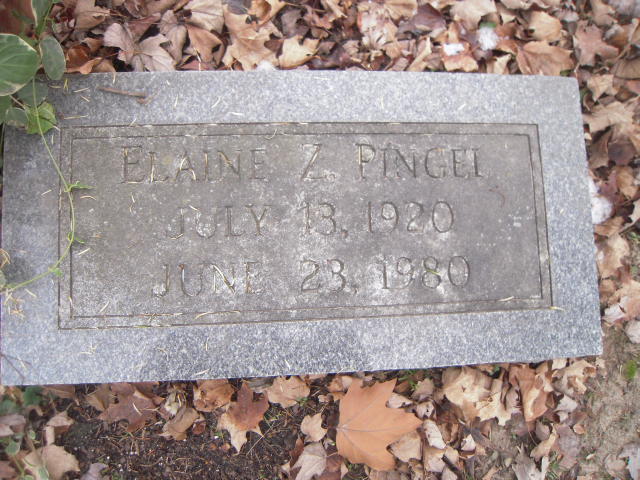 ELAINE Z. PINGEL
JULY 13, 1920
JUNE 23, 1980